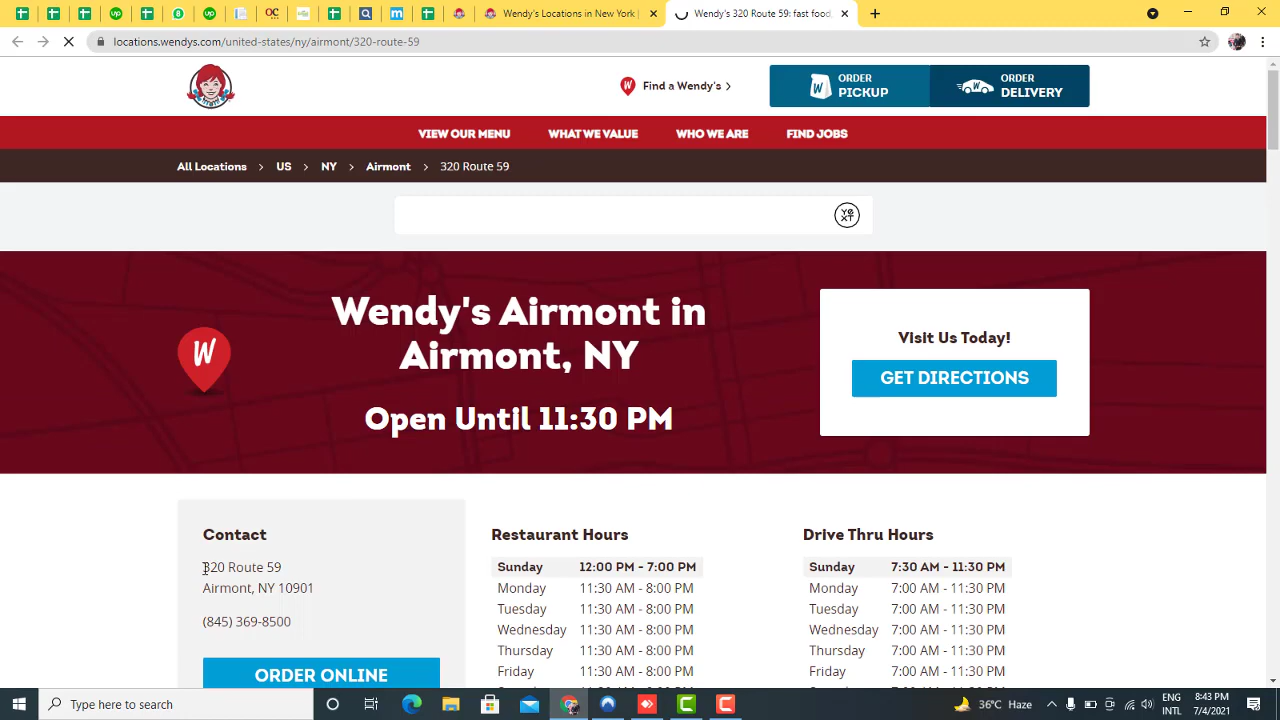 Wendy's Locations in New York |
Wendy's 320 Route 59: fast food,
locations.wendys.com/united-states/ny/airmont/320-route-59
Find a Wendy's
ORDER
PICKUP
ORDER
DELIVERY
VIEW OUR MENU WHAT WE VALUE WHO WE ARE FIND JOBS
All Locations > US > NY > Airmont > 320 Route 59
YEXT
Wendy's Airmont in
Airmont, NY
Open Until 11:30 PM
Visit Us Today!
GET DIRECTIONS
Contact
320 Route 59
Airmont, NY 10901
(845) 369-8500
ORDER ONLINE
Restaurant Hours
Sunday 12:00 PM - 7:00 PM
Monday 11:30 AM - 8:00 PM
Tuesday 11:30 AM - 8:00 PM
Wednesday 11:30 AM - 8:00 PM
Thursday 11:30 AM - 8:00 PM
Friday 11:30 AM - 8:00 PM
Drive Thru Hours
Sunday 7:30 AM - 11:30 PM
Monday 7:00 AM - 11:30 PM
Tuesday 7:00 AM - 11:30 PM
Wednesday 7:00 AM - 11:30 PM
Thursday 7:00 AM - 11:30 PM
Friday 7:00 AM - 11:30 PM
Type here to search
36°C Haze
ENG
INTL
8:43 PM
7/4/2021